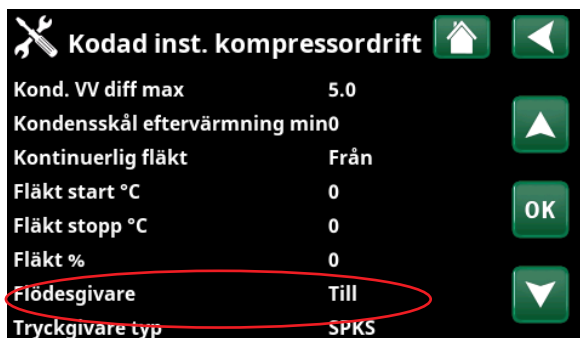 Kodad inst. kompressordrift
Kond. VV diff max 5.0
Kondensskål eftervärmning min0
Kontinuerlig fläkt Från
Fläkt start °C 0
OK
Fläkt stopp °C 0
Fläkt % 0
Flödesgivare Till
Tryckgivare typ SPKS